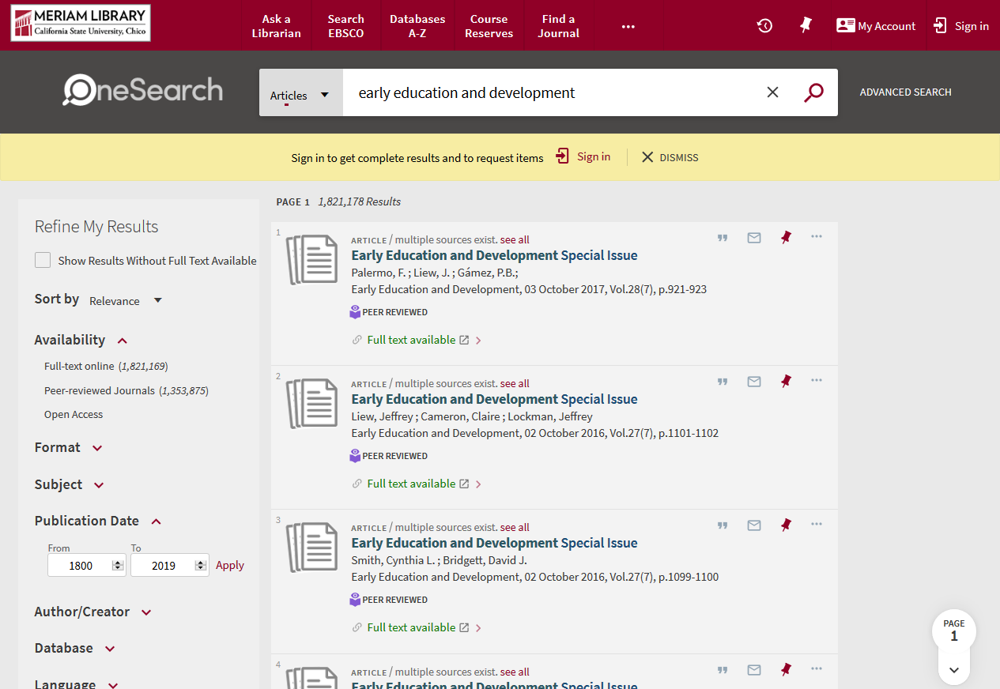 MERIAM LIBRARY
California State University, Chico
Ask a
Librarian
Search
EBSCO
Databases
A-Z
Course
Reserves
Find a
Journal
My Account
Sign in
OneSearch
Articles
early education and development
ADVANCED SEARCH
Sign in to get complete results and to request items
Sign in
DISMISS
PAGE 1 1,821,178 Results
Refine My Results
Show Results Without Full Text Available
Sort by Relevance
Availability
Full-text online (1,821,169)
Peer-reviewed Journals (1,353,875)
Open Access
Format
Subject
Publication Date
From To
1800 2019 Apply
Author/Creator
Database
Language
1
ARTICLE / multiple sources exist. see all
Early Education and Development Special Issue
Palermo, F. ; Liew, J. ; Gámez, P.B.;
Early Education and Development, 03 October 2017, Vol.28(7), p.921-923
PEER REVIEWED
Full text available
2
ARTICLE / multiple sources exist. see all
Early Education and Development Special Issue
Liew, Jeffrey ; Cameron, Claire ; Lockman, Jeffrey
Early Education and Development, 02 October 2016, Vol.27(7), p.1101-1102
PEER REVIEWED
Full text available
3
ARTICLE / multiple sources exist. see all
Early Education and Development Special Issue
Smith, Cynthia L. ; Bridgett, David J.
Early Education and Development, 02 October 2016, Vol.27(7), p.1099-1100
PEER REVIEWED
Full text available
4
ARTICLE / multiple sources exist. see all
Early Education and Development Special Issue
PAGE
1